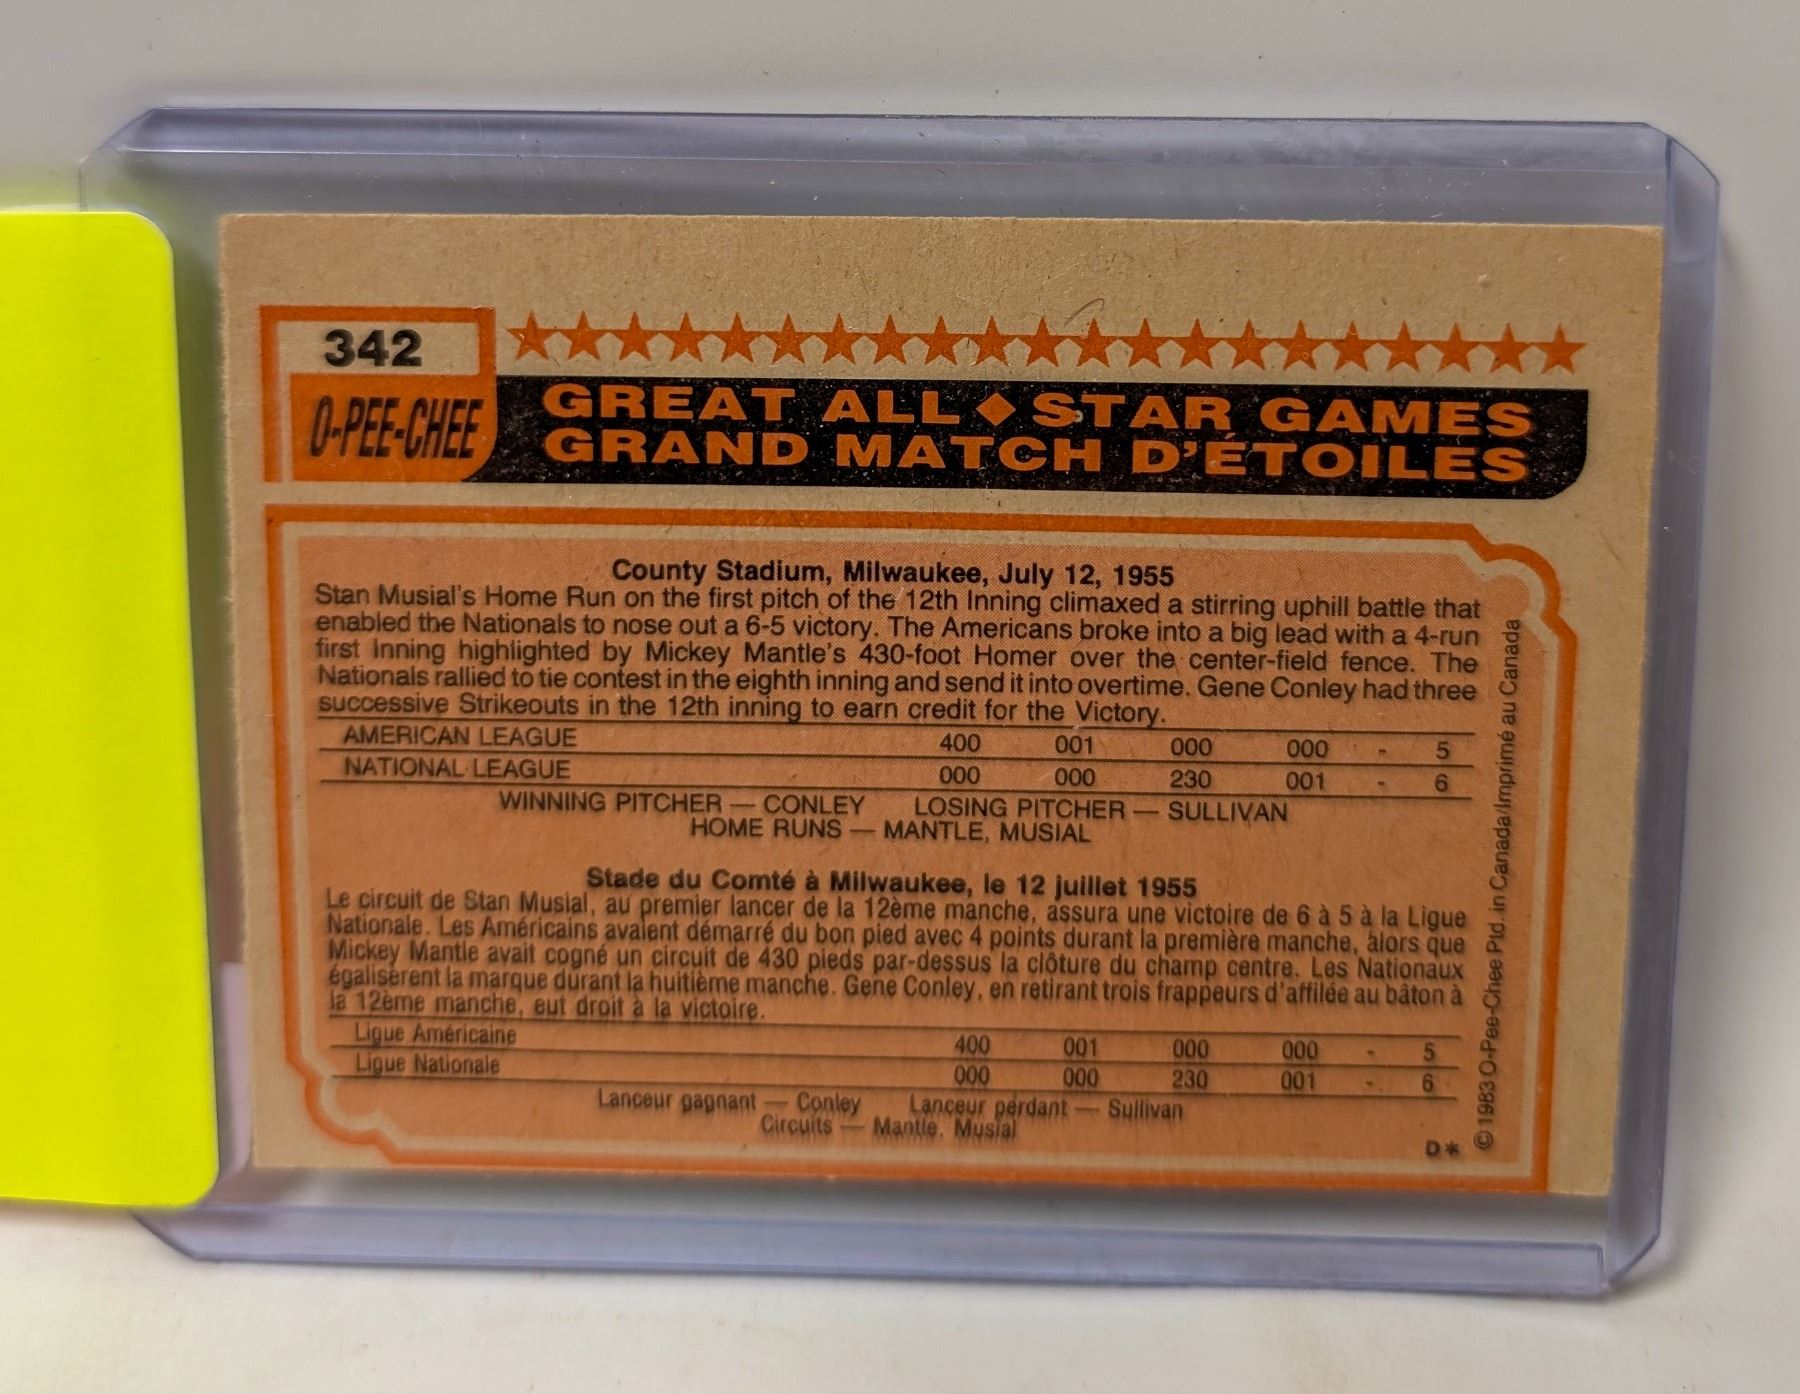 342
O-PEE-CHEE
GREAT ALL◆STAR GAMES
GRAND MATCH D'ÉTOILES
County Stadium, Milwaukee, July 12, 1955
Stan Musial's Home Run on the first pitch of the 12th Inning climaxed a stirring uphill battle that
enabled the Nationals to nose out a 6-5 victory. The Americans broke into a big lead with a 4-run
first Inning highlighted by Mickey Mantle's 430-foot Homer over the center-field fence. The
Nationals rallied to tie contest in the eighth inning and send it into overtime. Gene Conley had three
successive Strikeouts in the 12th inning to earn credit for the Victory.
AMERICAN LEAGUE 400 001 000 000 - 5
NATIONAL LEAGUE 000 000 230 001 - 6
WINNING PITCHER — CONLEY LOSING PITCHER — SULLIVAN
HOME RUNS — MANTLE, MUSIAL
Stade du Comté à Milwaukee, le 12 juillet 1955
Le circuit de Stan Musial, au premier lancer de la 12ème manche, assura une victoire de 6 à 5 à la Ligue
Nationale. Les Américains avaient démarré du bon pied avec 4 points durant la première manche, alors que
Mickey Mantle avait cogné un circuit de 430 pieds par-dessus la clôture du champ centre. Les Nationaux
égalisèrent la marque durant la huitième manche. Gene Conley, en retirant trois frappeurs d'affilée au bâton à
la 12ème manche, eut droit à la victoire.
Ligue Américaine 400 001 000 000 - 5
Ligue Nationale 000 000 230 001 - 6
Lanceur gagnant — Conley Lanceur perdant — Sullivan
Circuits — Mantle, Musial
D*
© 1983 O-Pee-Chee Ptd. in Canada/Imprimé au Canada